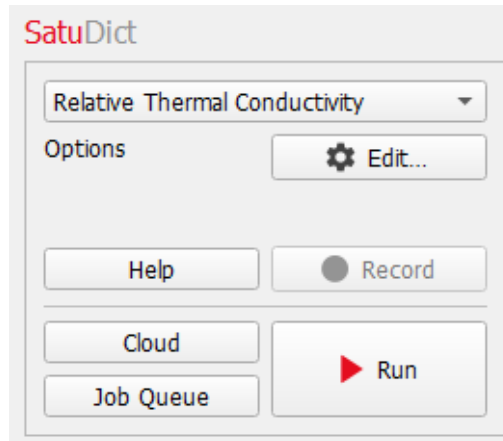 SatuDict
Relative Thermal Conductivity
Options
Edit...
Help
Record
Cloud
Run
Job Queue